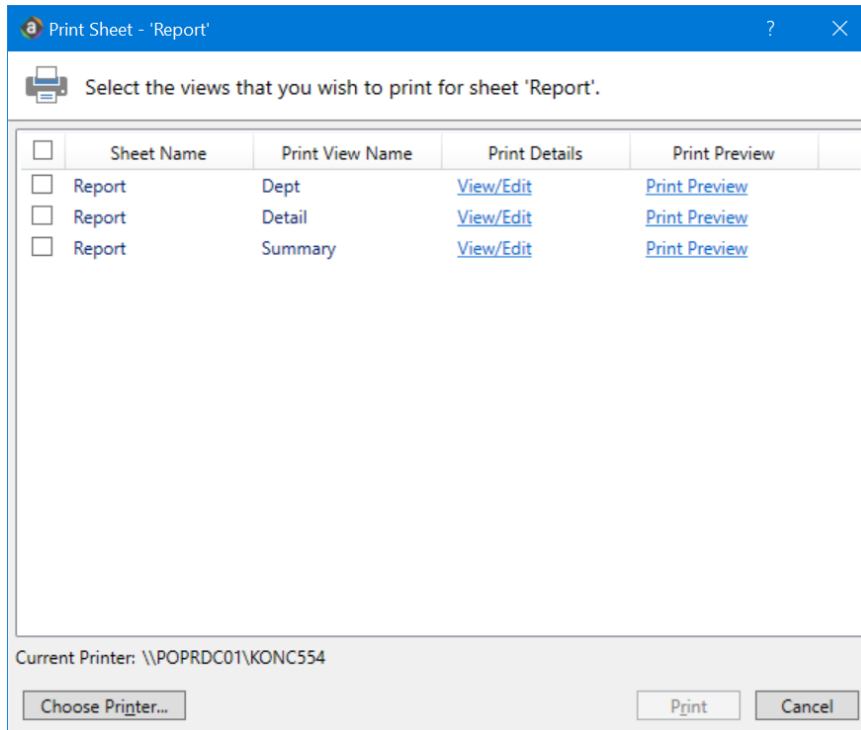 Print Sheet - 'Report'
Select the views that you wish to print for sheet 'Report'.
Sheet Name Print View Name Print Details Print Preview
Report Dept View/Edit Print Preview
Report Detail View/Edit Print Preview
Report Summary View/Edit Print Preview
Current Printer: \\POPRDC01\KONC554
Choose Printer... Print Cancel